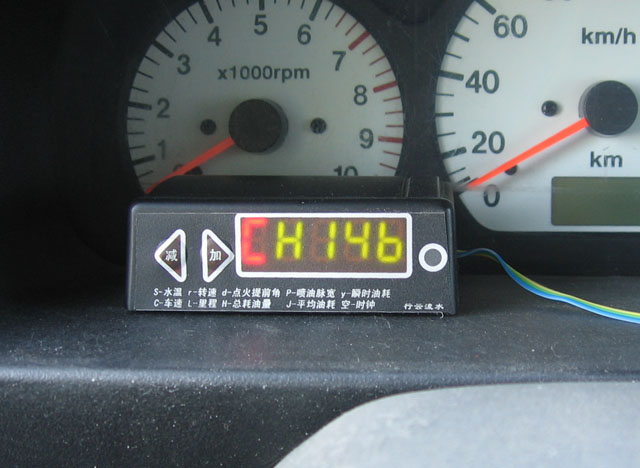 1 2 3 4 5 6 7 8 9 10
x1000rpm
0 20 40 60
km/h
km
减 加 CH146
S-水温 r-转速 d-点火提前角 P-喷油脉宽 y-瞬时油耗
C-车速 L-里程 H-总耗油量 J-平均油耗 空-时钟
行云流水